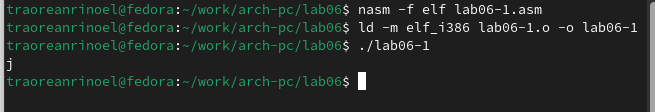 traoreanrinoel@fedora:~/work/arch-pc/lab06$ nasm -f elf lab06-1.asm
traoreanrinoel@fedora:~/work/arch-pc/lab06$ ld -m elf_i386 lab06-1.o -o lab06-1
traoreanrinoel@fedora:~/work/arch-pc/lab06$ ./lab06-1
j
traoreanrinoel@fedora:~/work/arch-pc/lab06$